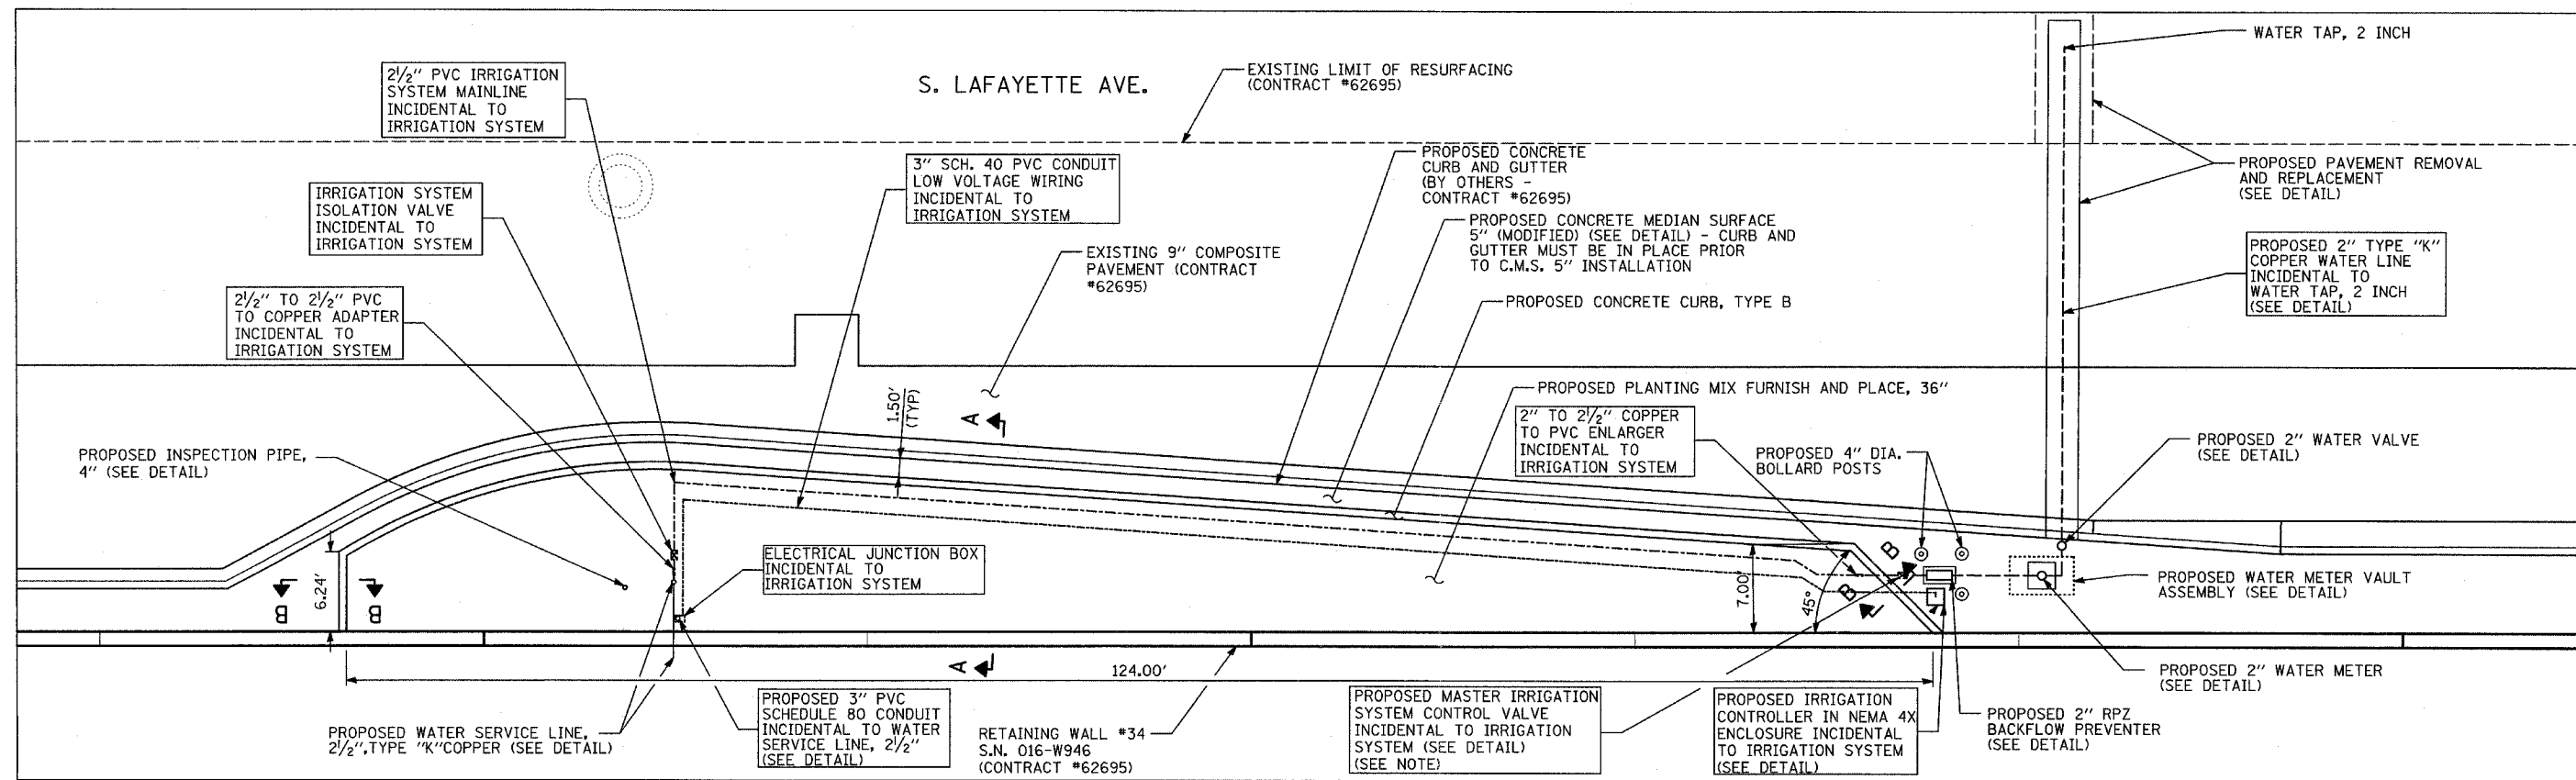 WATER TAP, 2 INCH
2½" PVC IRRIGATION
SYSTEM MAINLINE
INCIDENTAL TO
IRRIGATION SYSTEM
S. LAFAYETTE AVE.
EXISTING LIMIT OF RESURFACING
(CONTRACT #62695)
IRRIGATION SYSTEM
ISOLATION VALVE
INCIDENTAL TO
IRRIGATION SYSTEM
3" SCH. 40 PVC CONDUIT
LOW VOLTAGE WIRING
INCIDENTAL TO
IRRIGATION SYSTEM
PROPOSED CONCRETE
CURB AND GUTTER
(BY OTHERS -
CONTRACT #62695)
PROPOSED PAVEMENT REMOVAL
AND REPLACEMENT
(SEE DETAIL)
PROPOSED CONCRETE MEDIAN SURFACE
5" (MODIFIED) (SEE DETAIL) - CURB AND
GUTTER MUST BE IN PLACE PRIOR
TO C.M.S. 5" INSTALLATION
EXISTING 9" COMPOSITE
PAVEMENT (CONTRACT
#62695)
PROPOSED 2" TYPE "K"
COPPER WATER LINE
INCIDENTAL TO
WATER TAP, 2 INCH
(SEE DETAIL)
2½" TO 2½" PVC
TO COPPER ADAPTER
INCIDENTAL TO
IRRIGATION SYSTEM
PROPOSED CONCRETE CURB, TYPE B
PROPOSED PLANTING MIX FURNISH AND PLACE, 36"
1.50'
(TYP)
A
2" TO 2½" COPPER
TO PVC ENLARGER
INCIDENTAL TO
IRRIGATION SYSTEM
PROPOSED 4" DIA.
BOLLARD POSTS
PROPOSED 2" WATER VALVE
(SEE DETAIL)
PROPOSED INSPECTION PIPE,
4" (SEE DETAIL)
ELECTRICAL JUNCTION BOX
INCIDENTAL TO
IRRIGATION SYSTEM
B
6.24'
B
7.00'
45°
B
B
PROPOSED WATER METER VAULT
ASSEMBLY (SEE DETAIL)
A
124.00'
PROPOSED 2" WATER METER
(SEE DETAIL)
PROPOSED WATER SERVICE LINE,
2½",TYPE "K"COPPER (SEE DETAIL)
PROPOSED 3" PVC
SCHEDULE 80 CONDUIT
INCIDENTAL TO WATER
SERVICE LINE, 2½"
(SEE DETAIL)
RETAINING WALL #34
S.N. 016-W946
(CONTRACT #62695)
PROPOSED MASTER IRRIGATION
SYSTEM CONTROL VALVE
INCIDENTAL TO IRRIGATION
SYSTEM (SEE DETAIL)
(SEE NOTE)
PROPOSED IRRIGATION
CONTROLLER IN NEMA 4X
ENCLOSURE INCIDENTAL
TO IRRIGATION SYSTEM
(SEE DETAIL)
PROPOSED 2" RPZ
BACKFLOW PREVENTER
(SEE DETAIL)